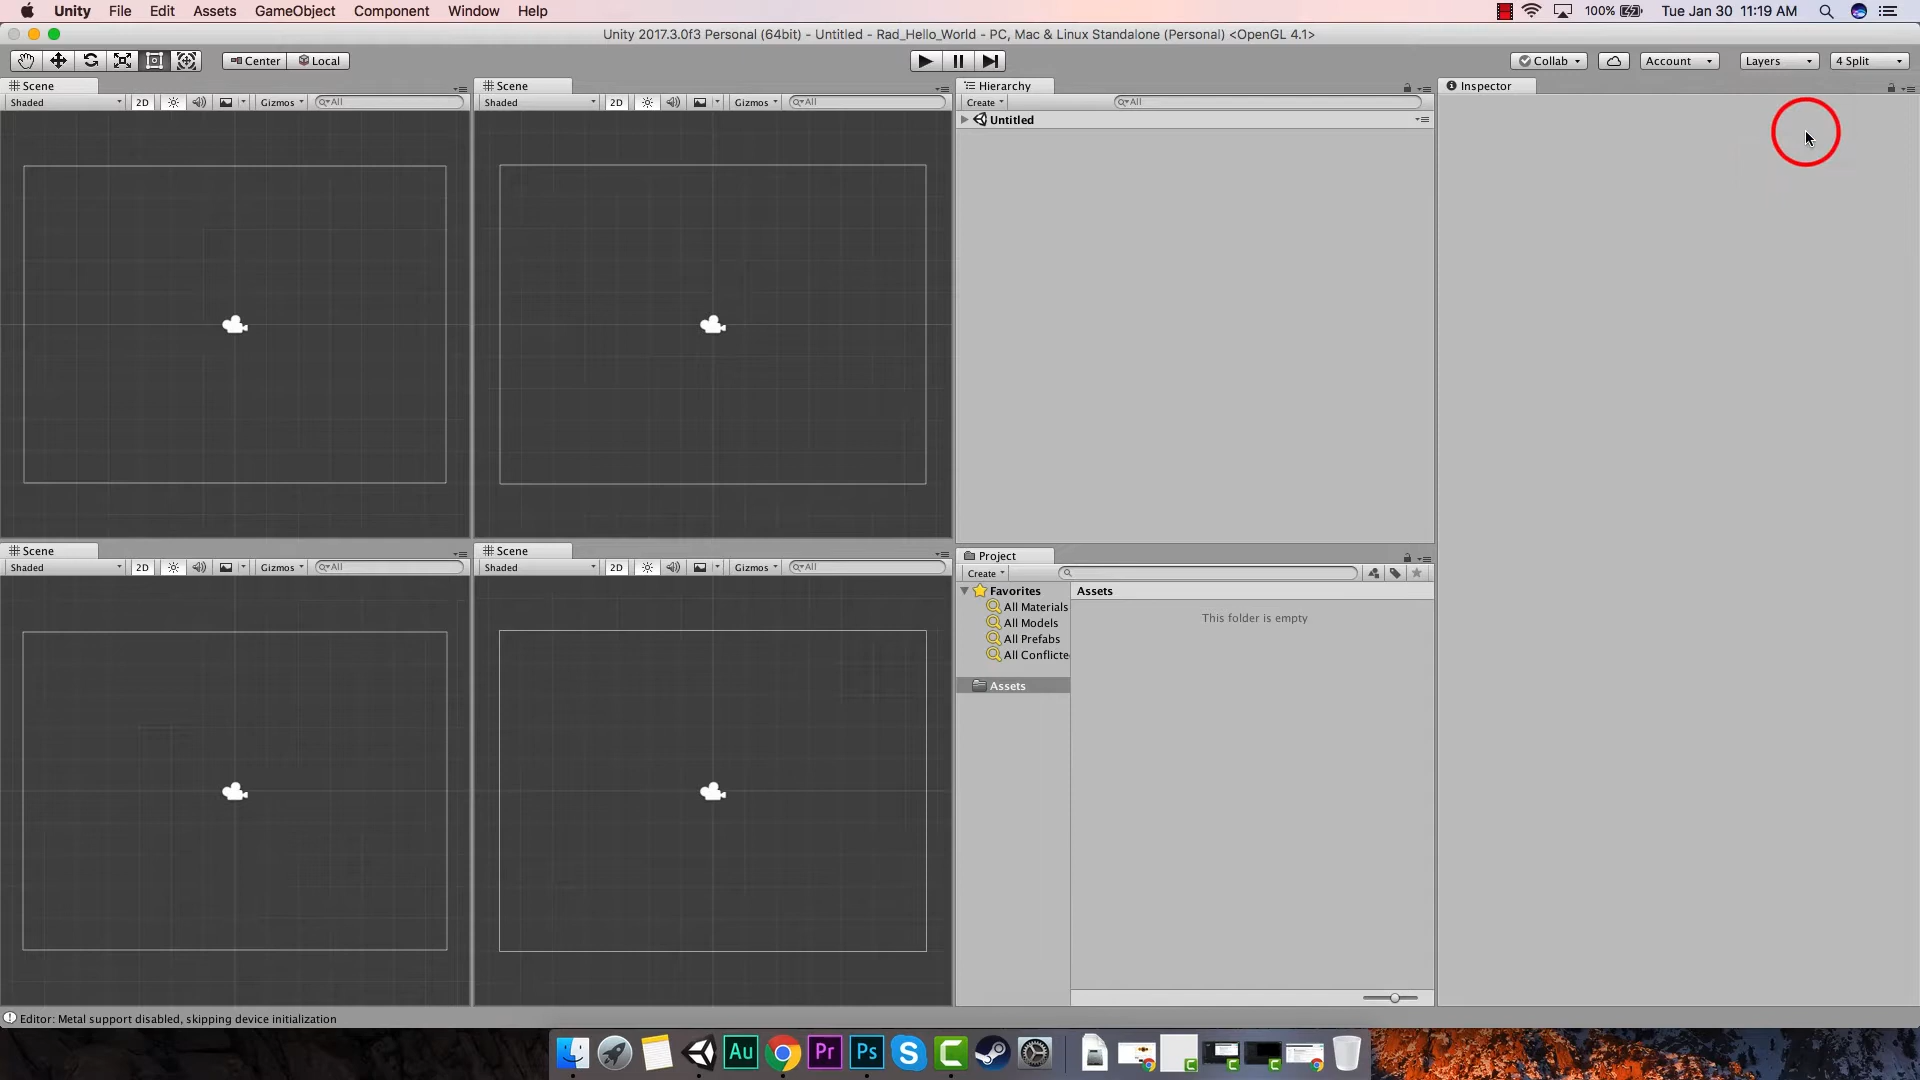 Unity File Edit Assets GameObject Component Window Help 100% Tue Jan 30 11:19 AM
Unity 2017.3.0f3 Personal (64bit) - Untitled - Rad_Hello_World - PC, Mac & Linux Standalone (Personal) <OpenGL 4.1>
Center Local Collab Account Layers 4 Split
Scene Scene Hierarchy Inspector
Shaded 2D Gizmos All Shaded 2D Gizmos All Create All
Untitled
Scene Scene Project
Shaded 2D Gizmos All Shaded 2D Gizmos All Create
Favorites Assets
All Materials
This folder is empty
All Models
All Prefabs
All Conflicte
Assets
Editor: Metal support disabled, skipping device initialization
Au Pr Ps